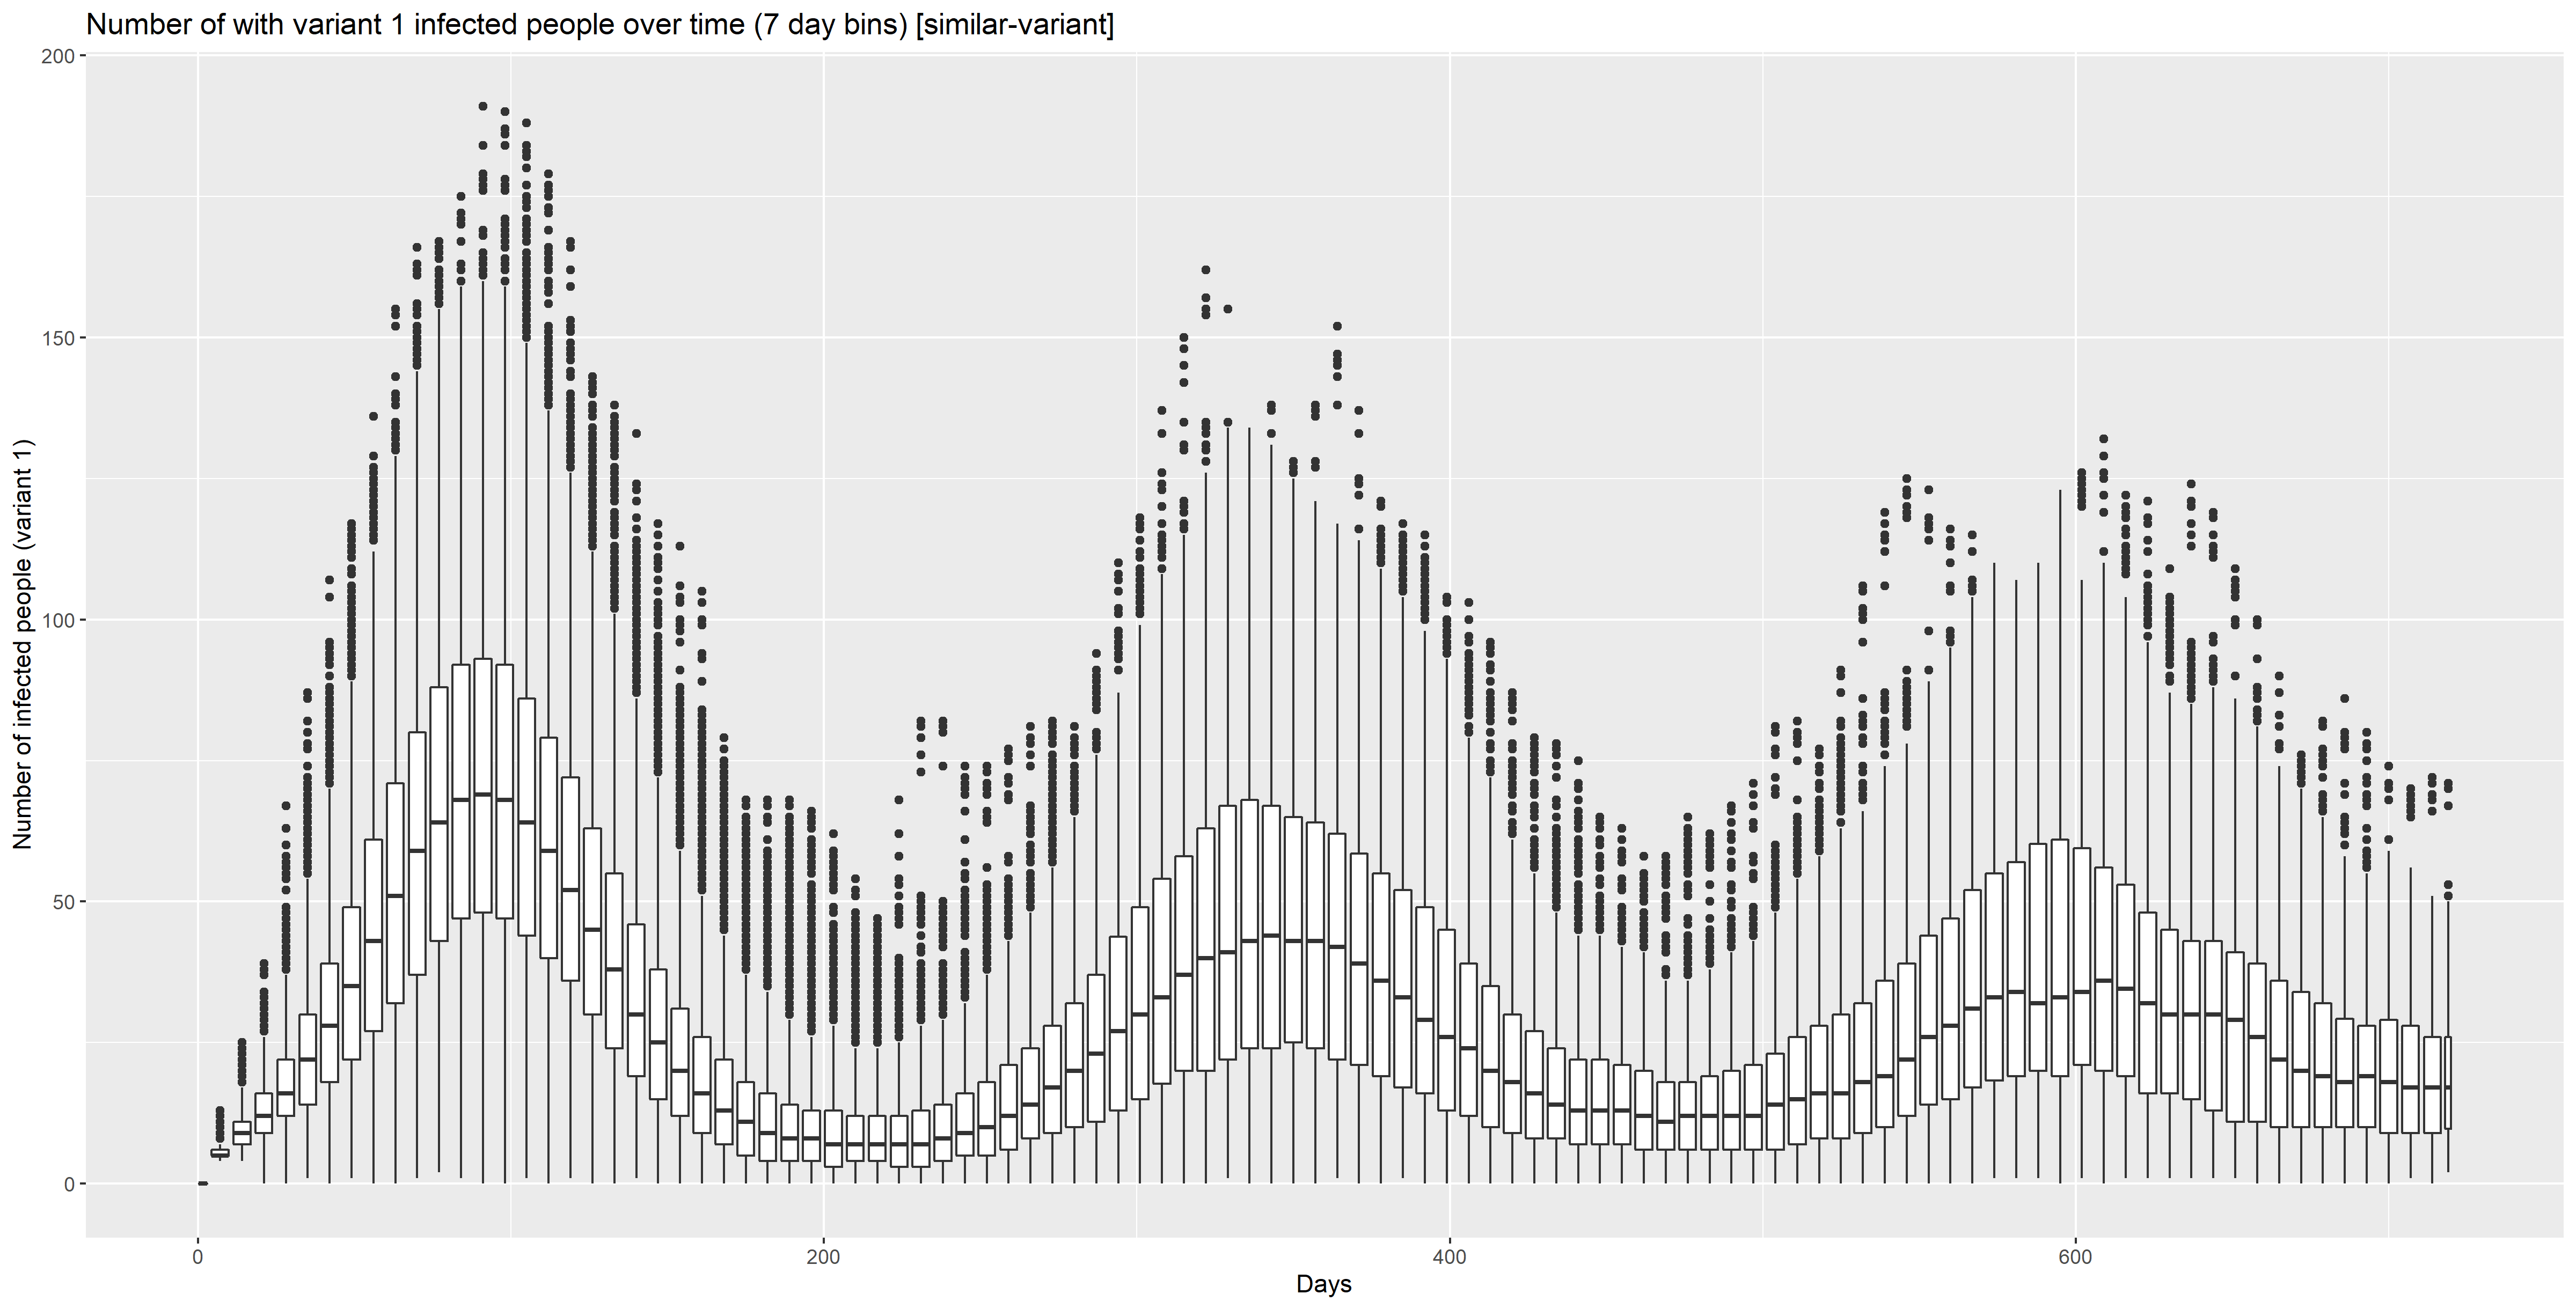 Number of with variant 1 infected people over time (7 day bins) [similar-variant]
200
150
100
50
0
Number of infected people (variant 1)
0 200 400 600
Days